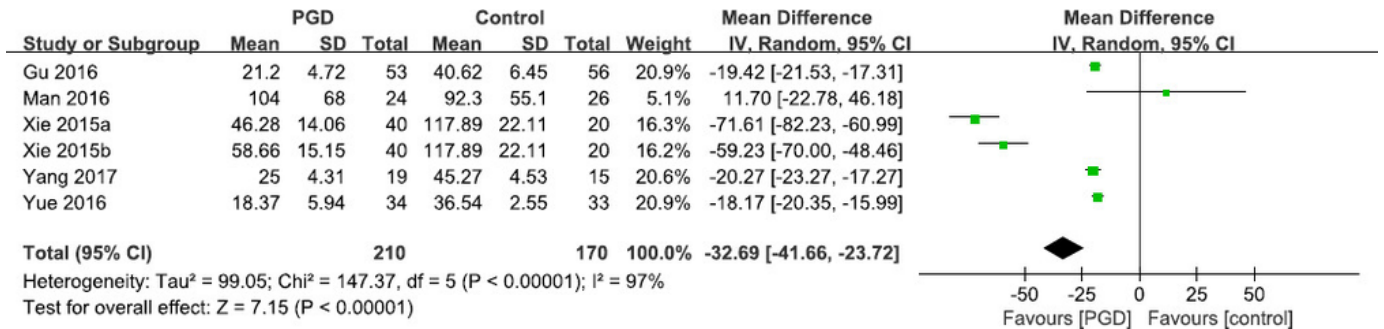 PGD Control Mean Difference Mean Difference
Study or Subgroup Mean SD Total Mean SD Total Weight IV, Random, 95% CI IV, Random, 95% CI
Gu 2016 21.2 4.72 53 40.62 6.45 56 20.9% -19.42 [-21.53, -17.31]
Man 2016 104 68 24 92.3 55.1 26 5.1% 11.70 [-22.78, 46.18]
Xie 2015a 46.28 14.06 40 117.89 22.11 20 16.3% -71.61 [-82.23, -60.99]
Xie 2015b 58.66 15.15 40 117.89 22.11 20 16.2% -59.23 [-70.00, -48.46]
Yang 2017 25 4.31 19 45.27 4.53 15 20.6% -20.27 [-23.27, -17.27]
Yue 2016 18.37 5.94 34 36.54 2.55 33 20.9% -18.17 [-20.35, -15.99]
Total (95% CI) 210 170 100.0% -32.69 [-41.66, -23.72]
Heterogeneity: Tau² = 99.05; Chi² = 147.37, df = 5 (P < 0.00001); I² = 97%
Test for overall effect: Z = 7.15 (P < 0.00001)
-50 -25 0 25 50
Favours [PGD] Favours [control]